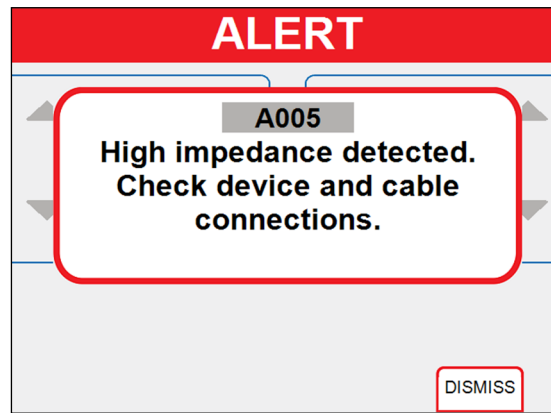 ALERT
A005
High impedance detected.
Check device and cable
connections.
DISMISS